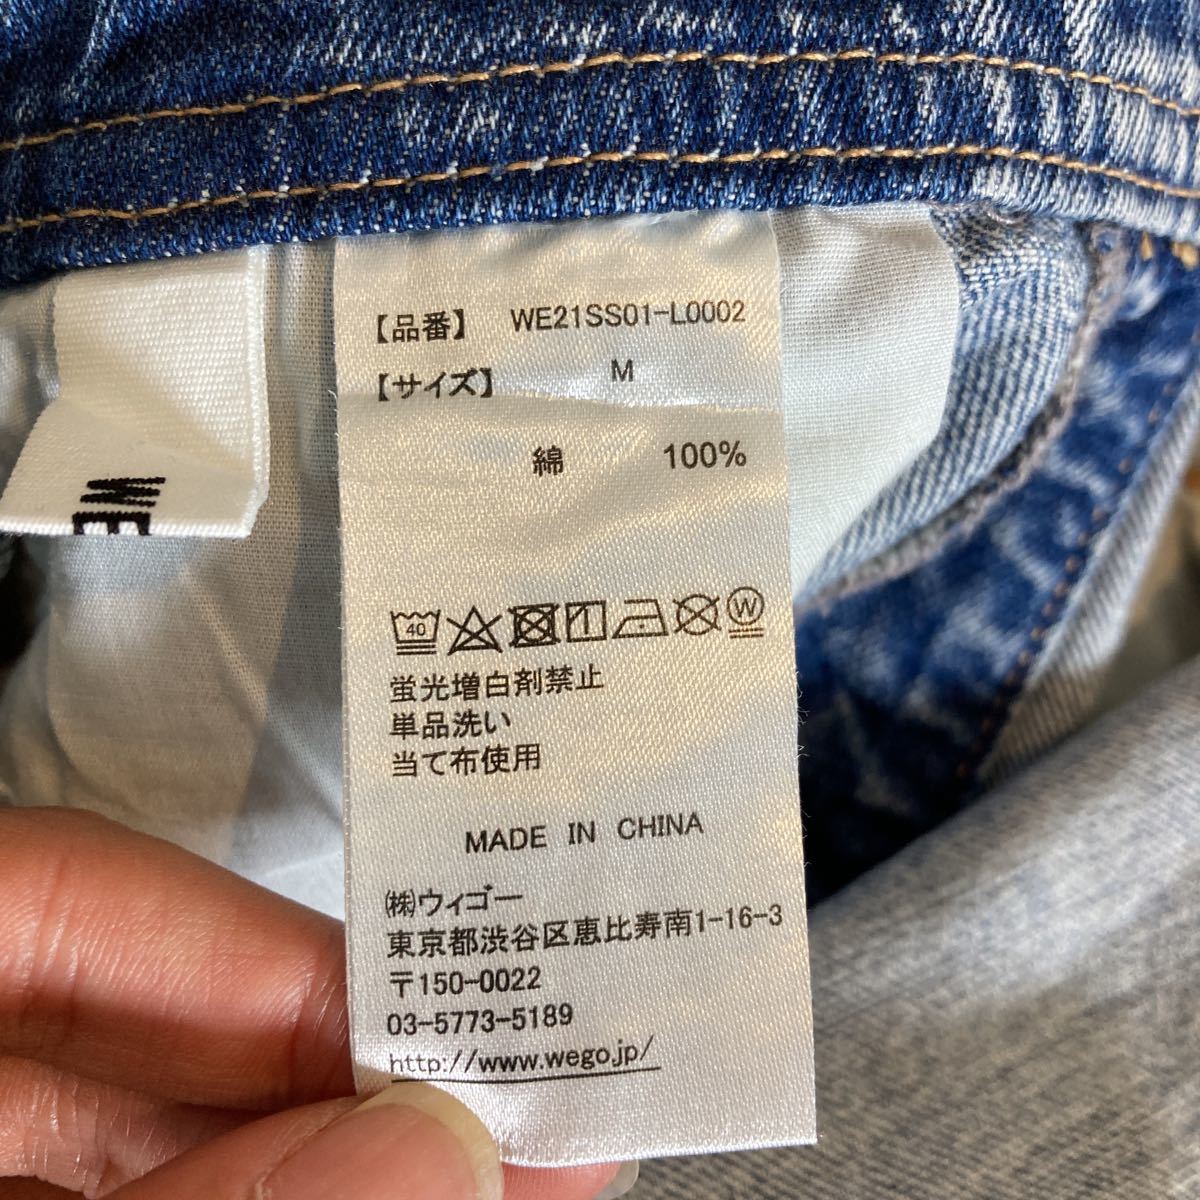 【品番】 WE21SS01-L0002
【サイズ】 M
綿 100%
40
W
蛍光増白剤禁止
単品洗い
当て布使用
MADE IN CHINA
㈱ウィゴー
東京都渋谷区恵比寿南1-16-3
〒150-0022
03-5773-5189
http://www.wego.jp/
WE